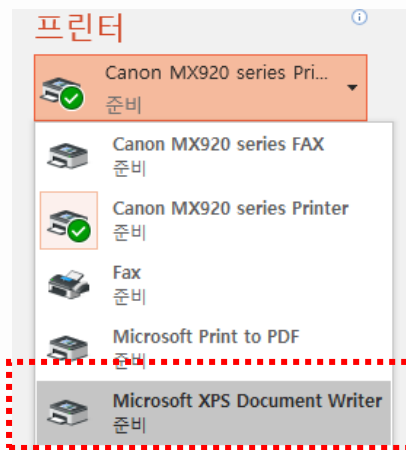 프린터
Canon MX920 series Pri...
준비
Canon MX920 series FAX
준비
Canon MX920 series Printer
준비
Fax
준비
Microsoft Print to PDF
준비
Microsoft XPS Document Writer
준비